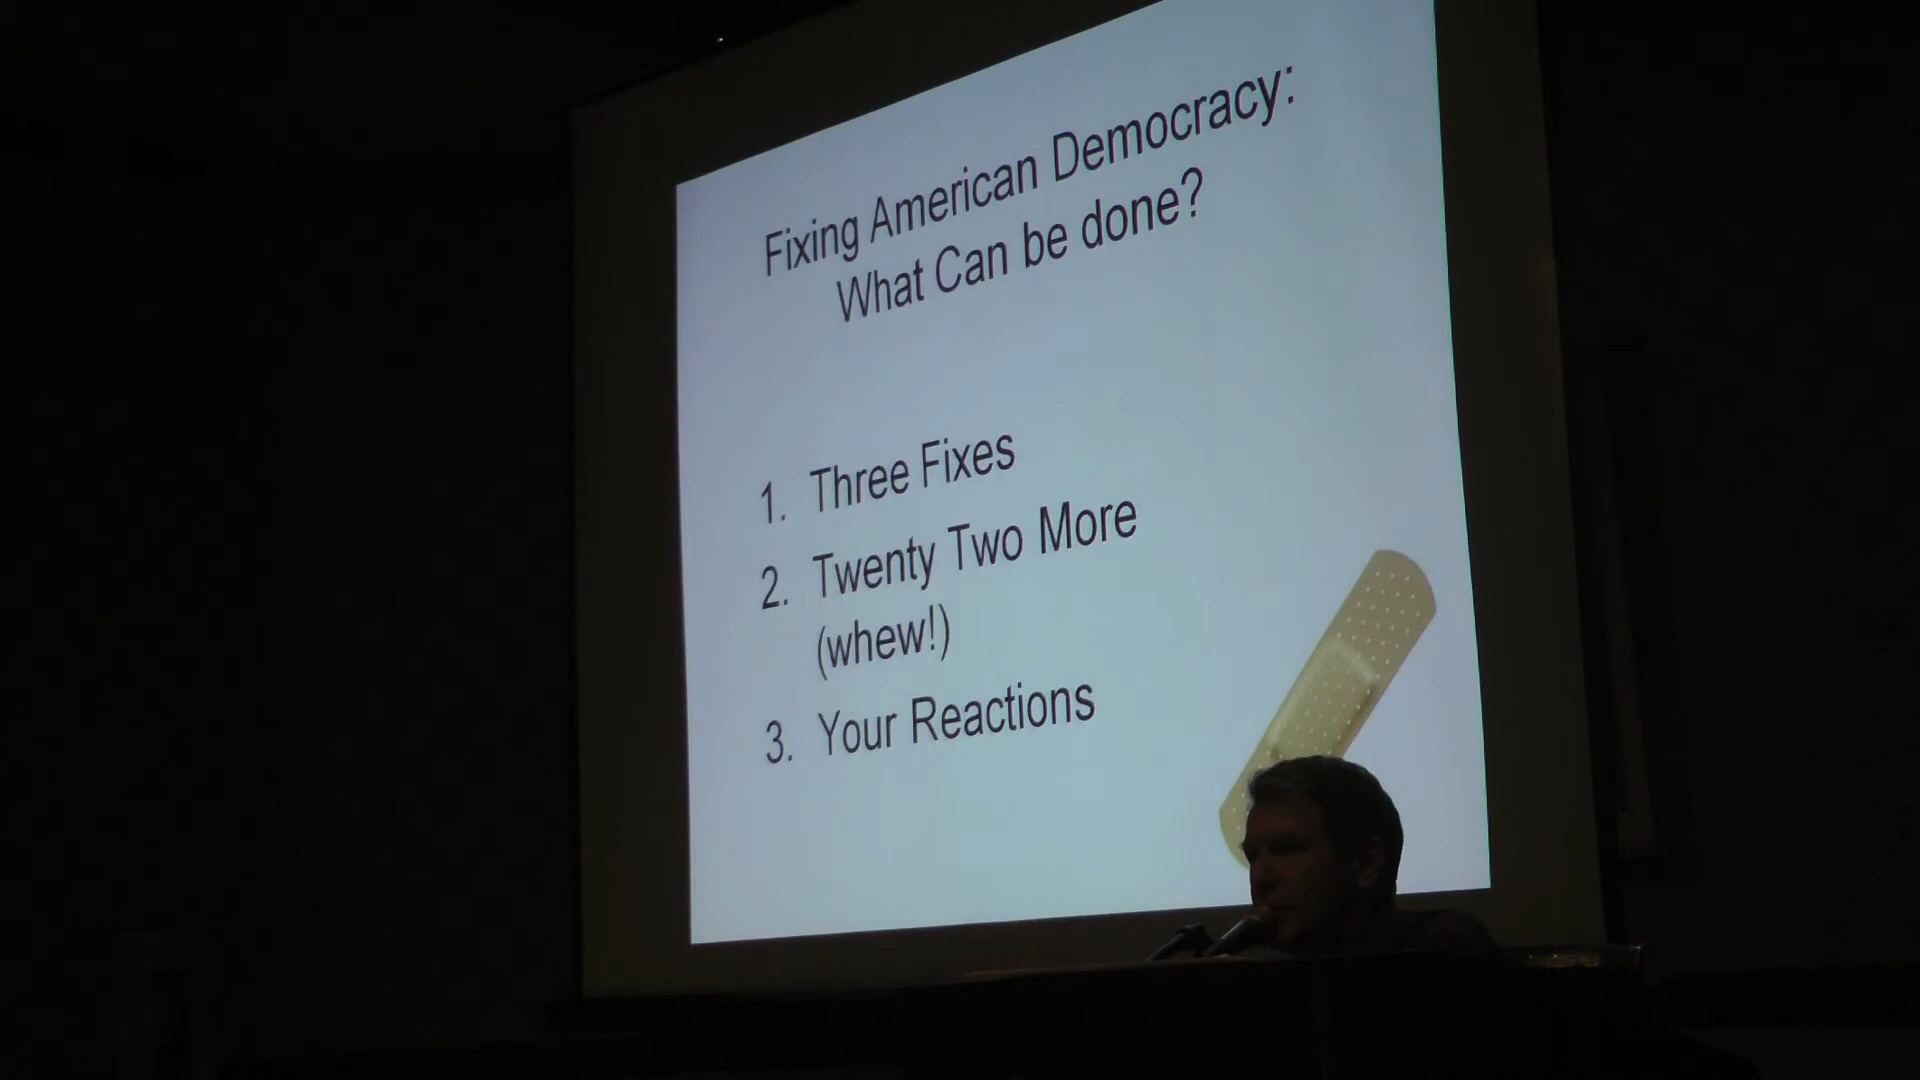 Fixing American Democracy:
What Can be done?
1. Three Fixes
2. Twenty Two More
(whew!)
3. Your Reactions